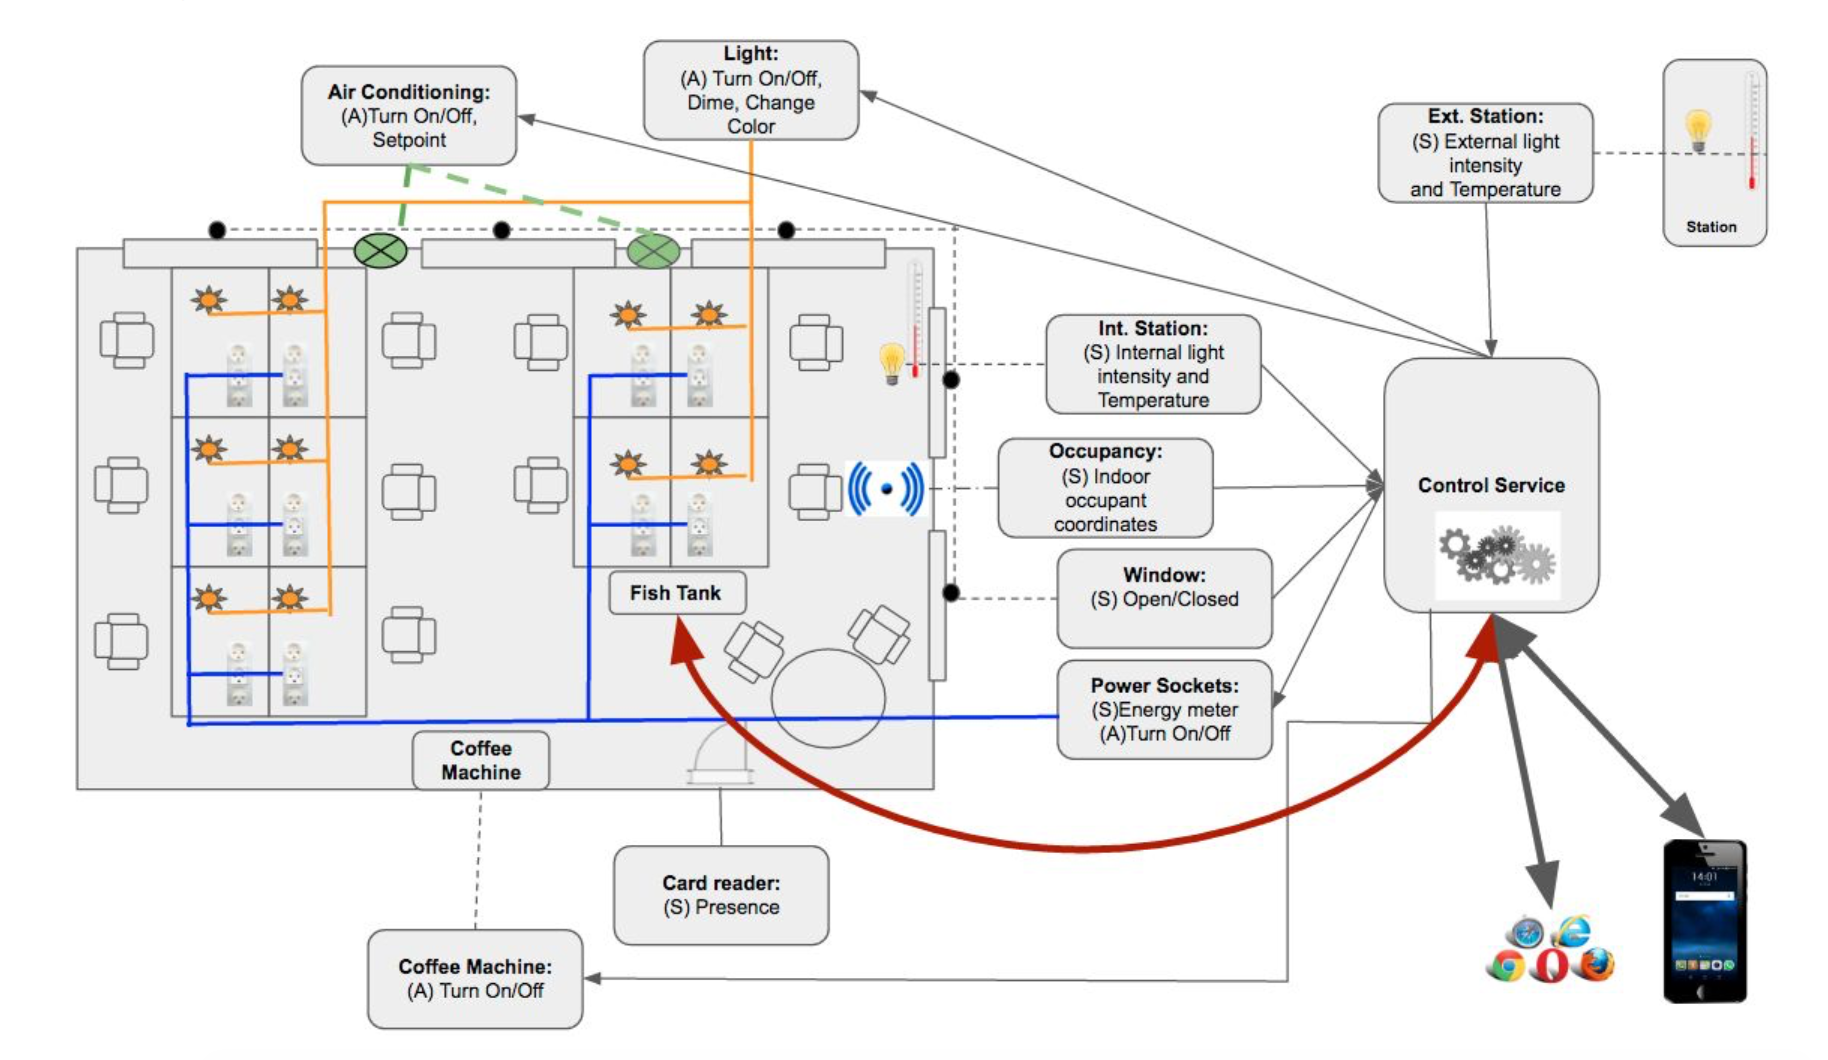 Light:
(A) Turn On/Off,
Dime, Change
Color
Air Conditioning:
(A)Turn On/Off,
Setpoint
Ext. Station:
(S) External light
intensity
and Temperature
Station
Int. Station:
(S) Internal light
intensity and
Temperature
Occupancy:
(S) Indoor
occupant
coordinates
Control Service
Window:
(S) Open/Closed
Fish Tank
Power Sockets:
(S)Energy meter
(A)Turn On/Off
Coffee
Machine
Card reader:
(S) Presence
Coffee Machine:
(A) Turn On/Off
14:01